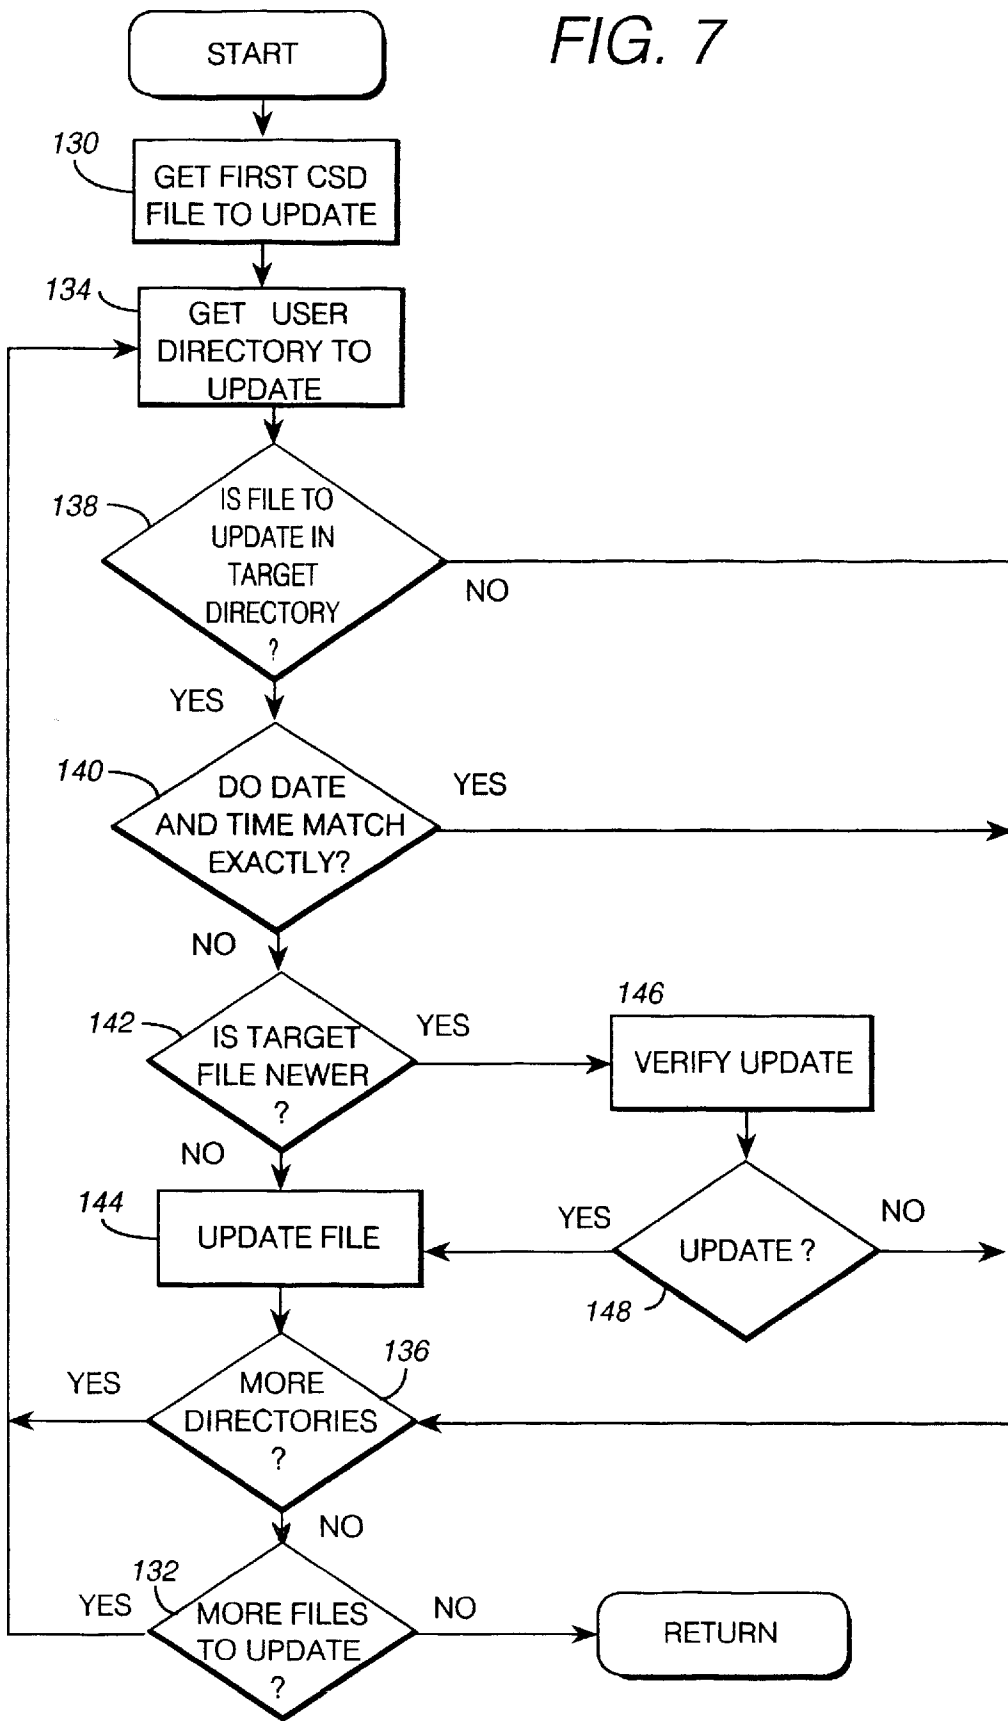 FIG. 7
START
130
GET FIRST CSD
FILE TO UPDATE
134
GET USER
DIRECTORY TO
UPDATE
138
IS FILE TO
UPDATE IN
TARGET
DIRECTORY
?
NO
YES
140
DO DATE
AND TIME MATCH
EXACTLY?
YES
NO
142
IS TARGET
FILE NEWER
?
YES
146
VERIFY UPDATE
NO
144
UPDATE FILE
YES
UPDATE ?
NO
148
136
YES
MORE
DIRECTORIES
?
NO
132
YES
MORE FILES
TO UPDATE
?
NO
RETURN